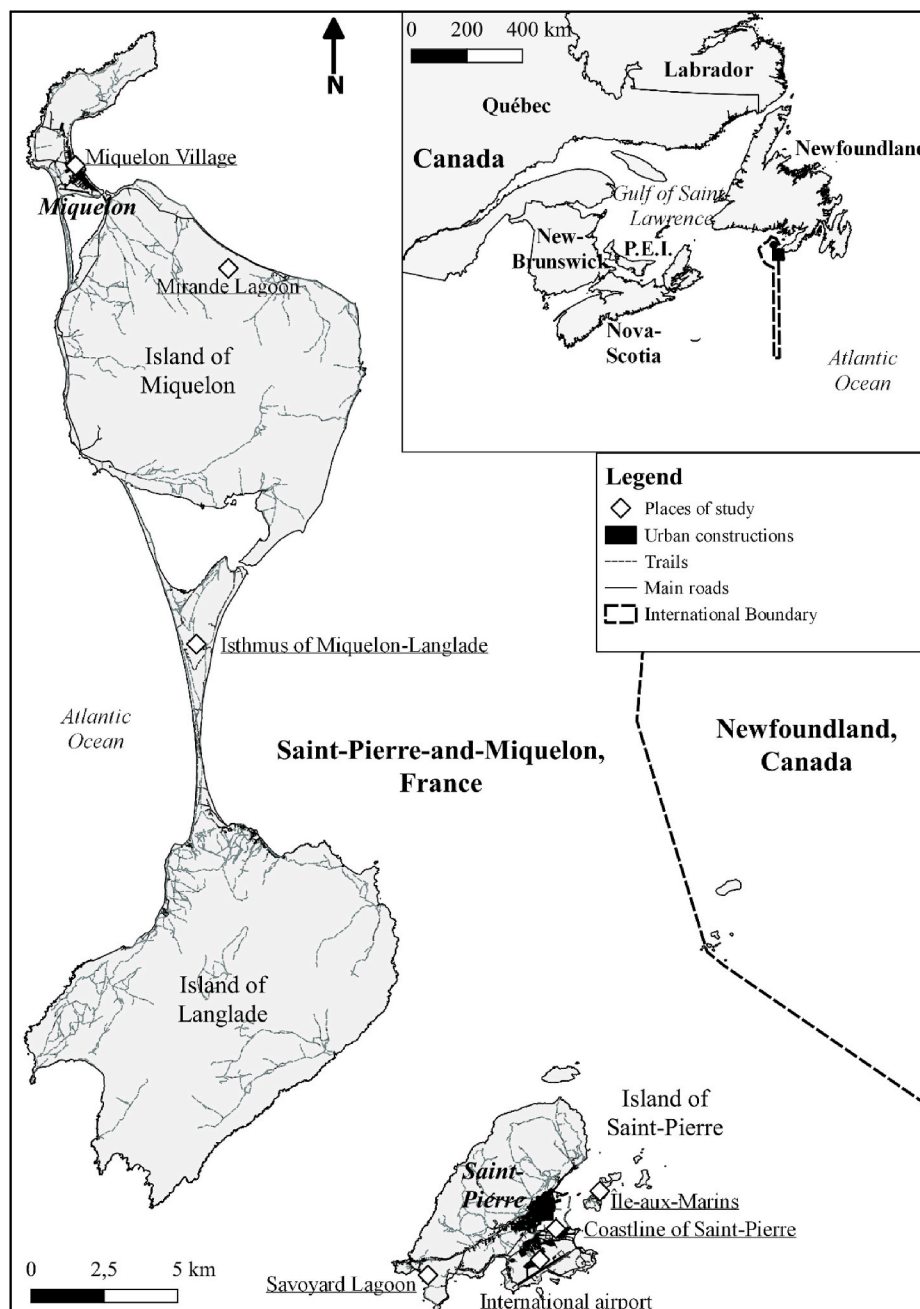 N
0 200 400 km
Labrador
Québec
Canada
Newfoundland
Gulf of Saint
Lawrence
New-
Brunswick
P.E.I.
Nova-
Scotia
Atlantic
Ocean
Miquelon Village
Miquelon
Mirande Lagoon
Island of
Miquelon
Legend
Places of study
Urban constructions
Trails
Main roads
International Boundary
Isthmus of Miquelon-Langlade
Atlantic
Ocean
Saint-Pierre-and-Miquelon,
France
Newfoundland,
Canada
Island of
Langlade
Island of
Saint-Pierre
Saint-
Pierre
Île-aux-Marins
Coastline of Saint-Pierre
Savoyard Lagoon
International airport
0 2,5 5 km